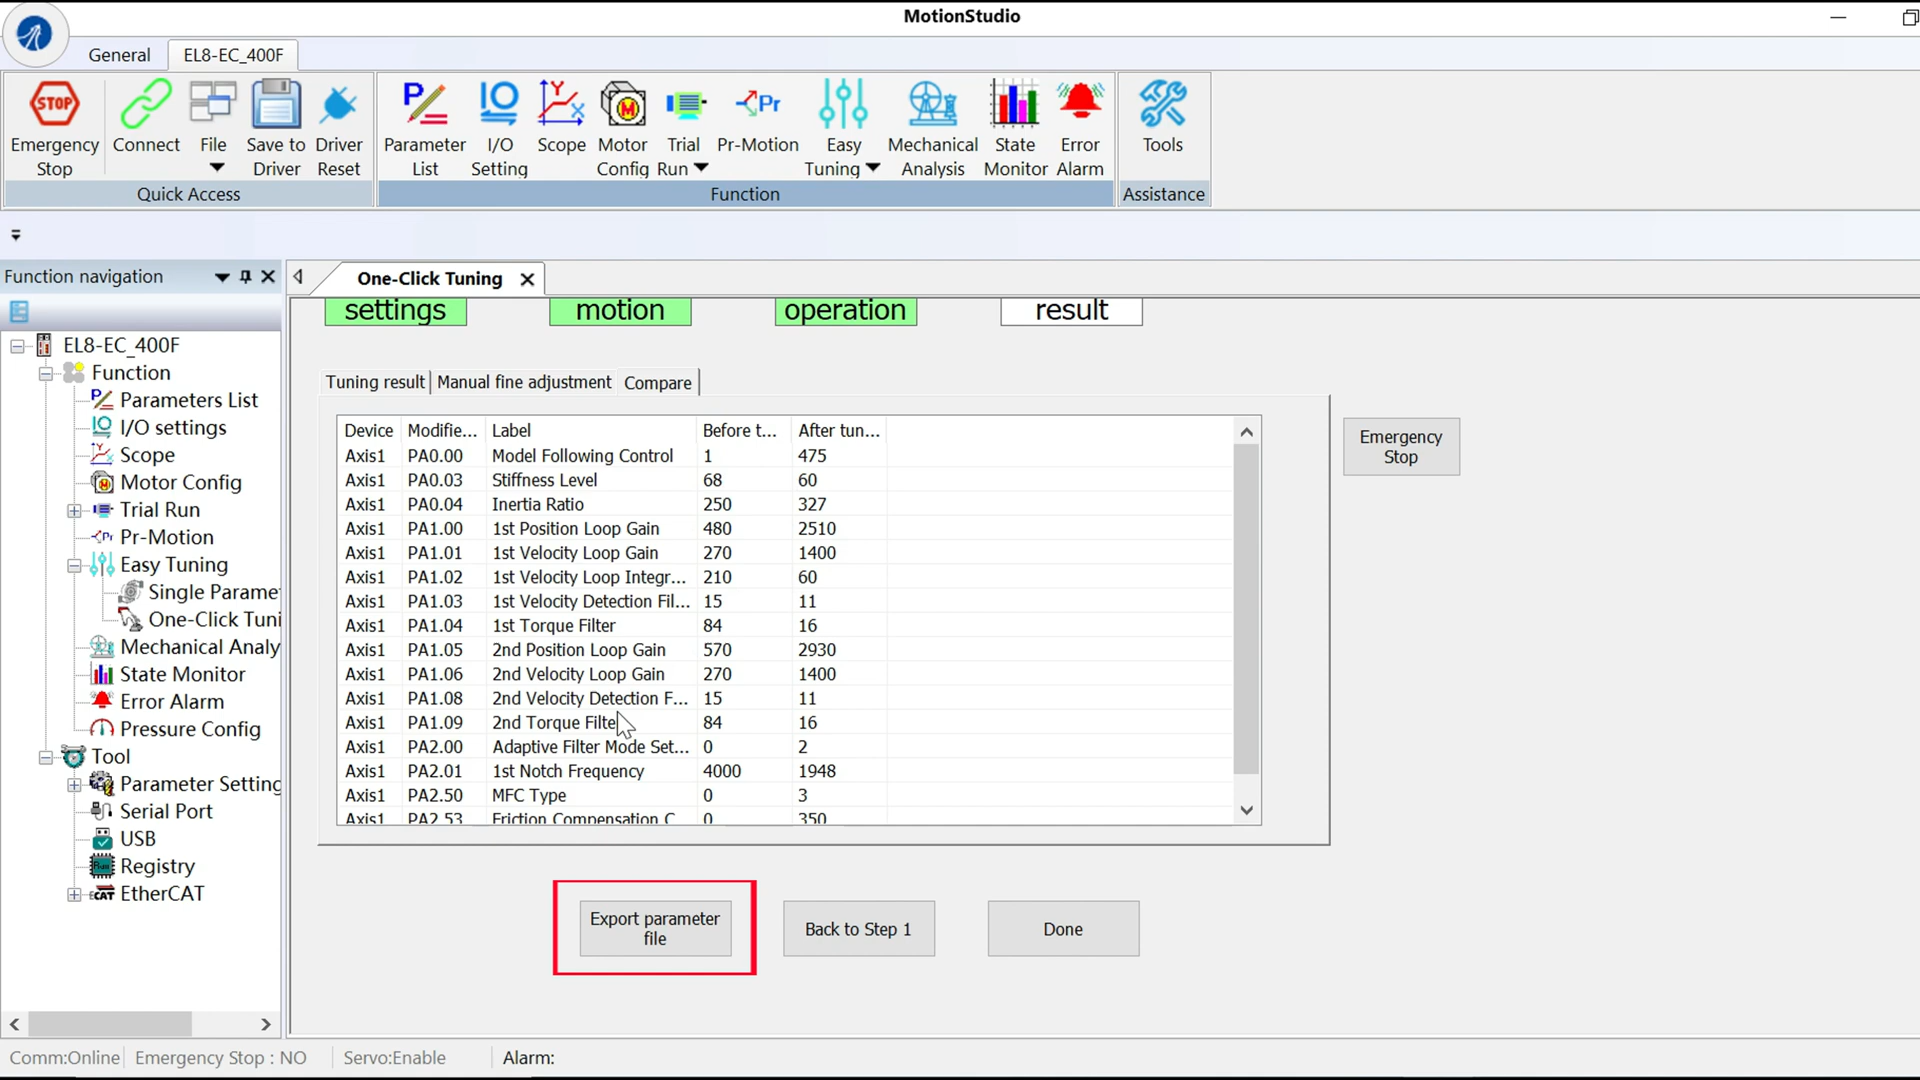 MotionStudio
General EL8-EC_400F
STOP
Emergency Stop
Connect
File
Save to Driver
Driver Reset
Quick Access
Parameter List
I/O Setting
Scope
Motor Config
Trial Run
Pr-Motion
Easy Tuning
Mechanical Analysis
State Monitor
Error Alarm
Function
Tools
Assistance
Function navigation
One-Click Tuning
EL8-EC_400F
Function
Parameters List
I/O settings
Scope
Motor Config
Trial Run
Pr-Motion
Easy Tuning
Single Parame
One-Click Tuni
Mechanical Analy
State Monitor
Error Alarm
Pressure Config
Tool
Parameter Setting
Serial Port
USB
Registry
EtherCAT
settings motion operation result
Tuning result Manual fine adjustment Compare
Device Modifie... Label Before t... After tun...
Axis1 PA0.00 Model Following Control 1 475
Axis1 PA0.03 Stiffness Level 68 60
Axis1 PA0.04 Inertia Ratio 250 327
Axis1 PA1.00 1st Position Loop Gain 480 2510
Axis1 PA1.01 1st Velocity Loop Gain 270 1400
Axis1 PA1.02 1st Velocity Loop Integr... 210 60
Axis1 PA1.03 1st Velocity Detection Fil... 15 11
Axis1 PA1.04 1st Torque Filter 84 16
Axis1 PA1.05 2nd Position Loop Gain 570 2930
Axis1 PA1.06 2nd Velocity Loop Gain 270 1400
Axis1 PA1.08 2nd Velocity Detection F... 15 11
Axis1 PA1.09 2nd Torque Filte 84 16
Axis1 PA2.00 Adaptive Filter Mode Set... 0 2
Axis1 PA2.01 1st Notch Frequency 4000 1948
Axis1 PA2.50 MFC Type 0 3
Axis1 PA2.53 Friction Compensation C 0 350
Emergency
Stop
Export parameter
file
Back to Step 1
Done
Comm:Online Emergency Stop : NO Servo:Enable Alarm: